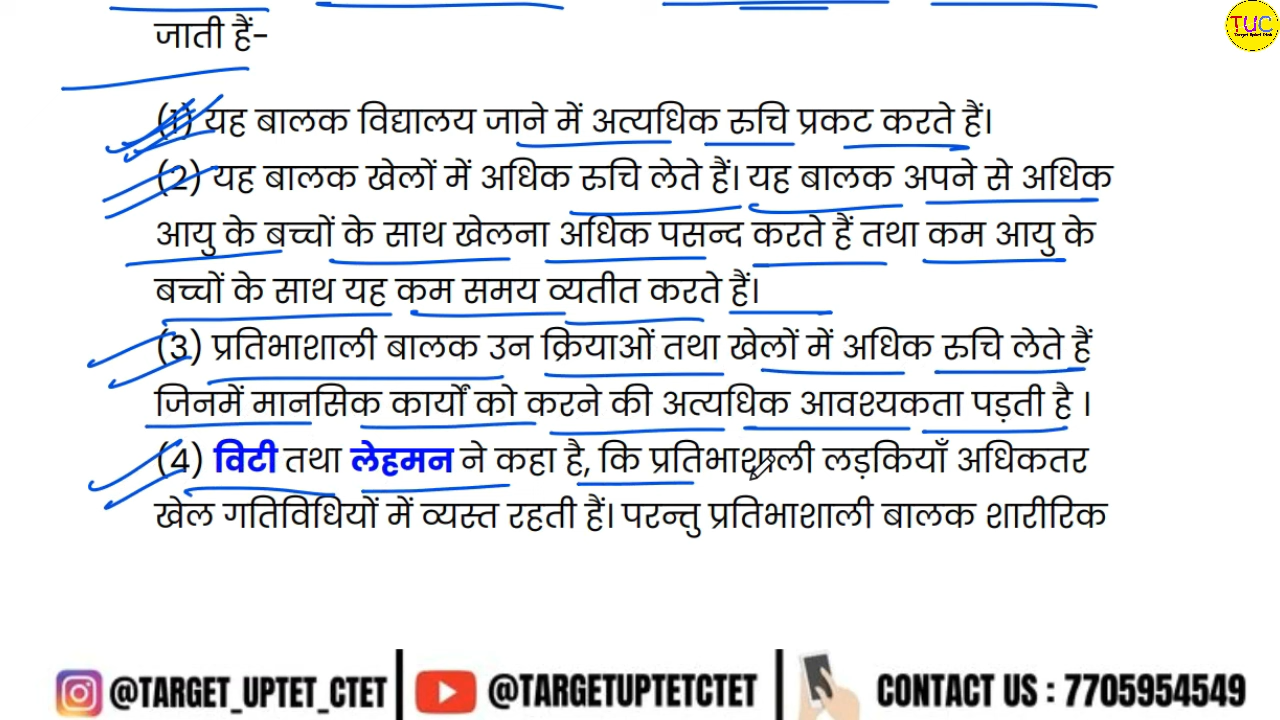 TUC
Target Uptet Ctet
जाती हैं-
(1) यह बालक विद्यालय जाने में अत्यधिक रुचि प्रकट करते हैं।
(2) यह बालक खेलों में अधिक रुचि लेते हैं। यह बालक अपने से अधिक
आयु के बच्चों के साथ खेलना अधिक पसन्द करते हैं तथा कम आयु के
बच्चों के साथ यह कम समय व्यतीत करते हैं।
(3) प्रतिभाशाली बालक उन क्रियाओं तथा खेलों में अधिक रुचि लेते हैं
जिनमें मानसिक कार्यों को करने की अत्यधिक आवश्यकता पड़ती है ।
(4) विटी तथा लेहमन ने कहा है, कि प्रतिभाशाली लड़कियाँ अधिकतर
खेल गतिविधियों में व्यस्त रहती हैं। परन्तु प्रतिभाशाली बालक शारीरिक
@TARGET_UPTET_CTET
@TARGETUPTETCTET
CONTACT US : 7705954549